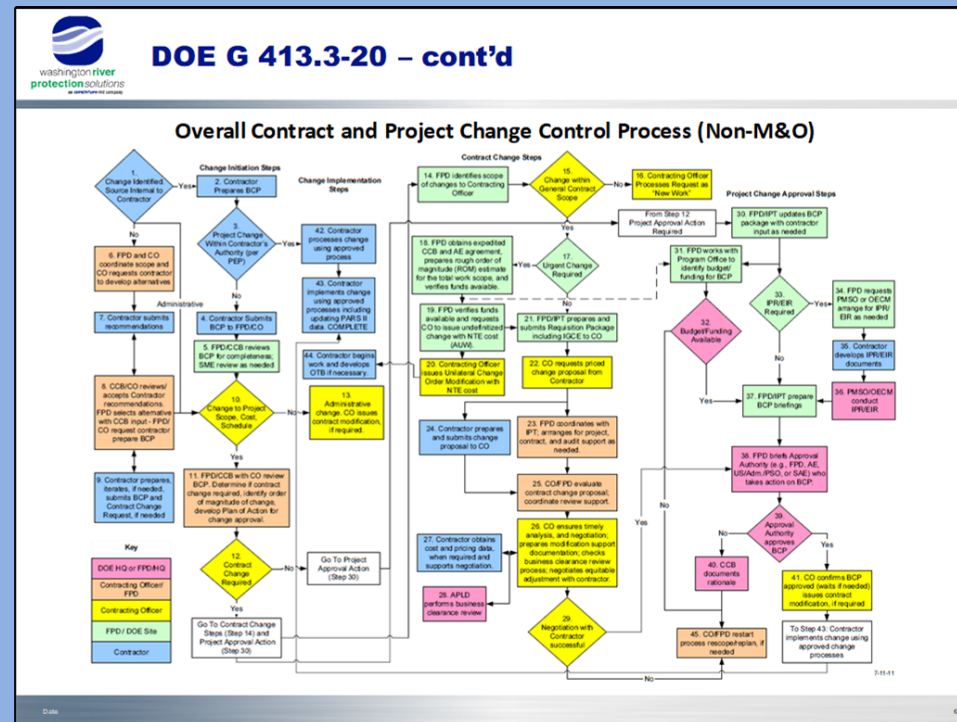 washington river
protection solutions
DOE G 413.3-20 – cont’d
Overall Contract and Project Change Control Process (Non-M&O)
Change Initiation Steps
Change Implementation
Steps
Contract Change Steps
Project Change Approval Steps
1.
Change Identified.
Source Internal to
Contractor
Yes
No
2. Contractor
Prepares BCP
3.
Project Change
Within Contractor's
Authority (per
PEP)
Yes
No
4. Contractor Submits
BCP to FPD/CO
5. FPD/CCB reviews
BCP for completeness;
SME review as needed
6. FPD and CO
coordinate scope and
CO requests contractor
to develop alternatives
Administrative
7. Contractor submits
recommendations
8. CCB/CO reviews/
accepts Contractor
recommendations.
FPD selects alternative
with CCB input - FPD/
CO request contractor
prepare BCP
9. Contractor prepares,
iterates, if needed,
submits BCP and
Contract Change
Request, if needed
10.
Change to Project
Scope, Cost,
Schedule
No
Yes
11. FPD/CCB with CO review
BCP. Determine if contract
change required, identify order
of magnitude of change,
develop Plan of Action for
change approval.
12.
Contract
Change
Required
No
Yes
Go To Project
Approval Action
(Step 30)
Go To Contract Change
Steps (Step 14) and
Project Approval Action
(Step 30)
13.
Administrative
change. CO issues
contract modification,
if required.
42. Contractor
processes change
using approved
process
43. Contractor
implements change
using approved
processes including
updating PARS II
data. COMPLETE
44. Contractor begins
work and develops
OTB if necessary.
14. FPD identifies scope
of changes to Contracting
Officer
15.
Change within
General Contract
Scope
No
Yes
16. Contracting Officer
Processes Request as
"New Work"
From Step 12
Project Approval Action
Required
17.
Urgent Change
Required
Yes
No
18. FPD obtains expedited
CCB and AE agreement,
prepares rough order of
magnitude (ROM) estimate
for the total work scope, and
verifies funds avaiable.
19. FPD verifies funds
available and requests
CO to issue undefinitized
change with NTE cost
(AUW).
20. Contracting Officer
issues Unilateral Change
Order Modification with
NTE cost
21. FPD/IPT prepares and
submits Requisition Package
including IGCE to CO
22. CO requests priced
change proposal from
Contractor
23. FPD coordinates with
IPT; arranges for project,
contract, and audit support as
needed.
24. Contractor prepares
and submits change
proposal to CO
25. CO/FPD evaluate
contract change proposal,
coordinate review support.
26. CO ensures timely
analysis, and negotiation;
prepares modification support
documentation; checks
business clearance review
process; negotiates equitable
adjustment with contractor.
27. Contractor obtains
cost and pricing data,
when required and
supports negotiation.
28. APLD
performs business
clearance review
29.
Negotiation with
Contractor
successful
Yes
No
30. FPD/IPT updates BCP
package with contractor
input as needed
31. FPD works with
Program Office to
identify budget/
funding for BCP
32.
Budget/Funding
Available
Yes
No
33.
IPR/EIR
Required
Yes
No
34. FPD requests
PMSO or OECM
arrange for IPR/
EIR as needed
35. Contractor
develops IPR/EIR
documents
36. PMSO/OECM
conduct
IPR/EIR
37. FPD/IPT prepare
BCP briefings
38. FPD briefs Approval
Authority (e.g., FPD, AE,
US/Adm./PSO, or SAE) who
takes action on BCP.
39.
Approval
Authority
approves
BCP
No
Yes
40. CCB
documents
rationale
41. CO confirms BCP
approved (waits if needed)
issues contract
modification, if required
45. CO/FPD restart
process rescope/replan, if
needed
To Step 43: Contractor
implements change using
approved change
processes
Key
DOE HQ or FPD/HQ
Contracting Officer/
FPD
Contracting Officer
FPD / DOE Site
Contractor
7-11-11
Date